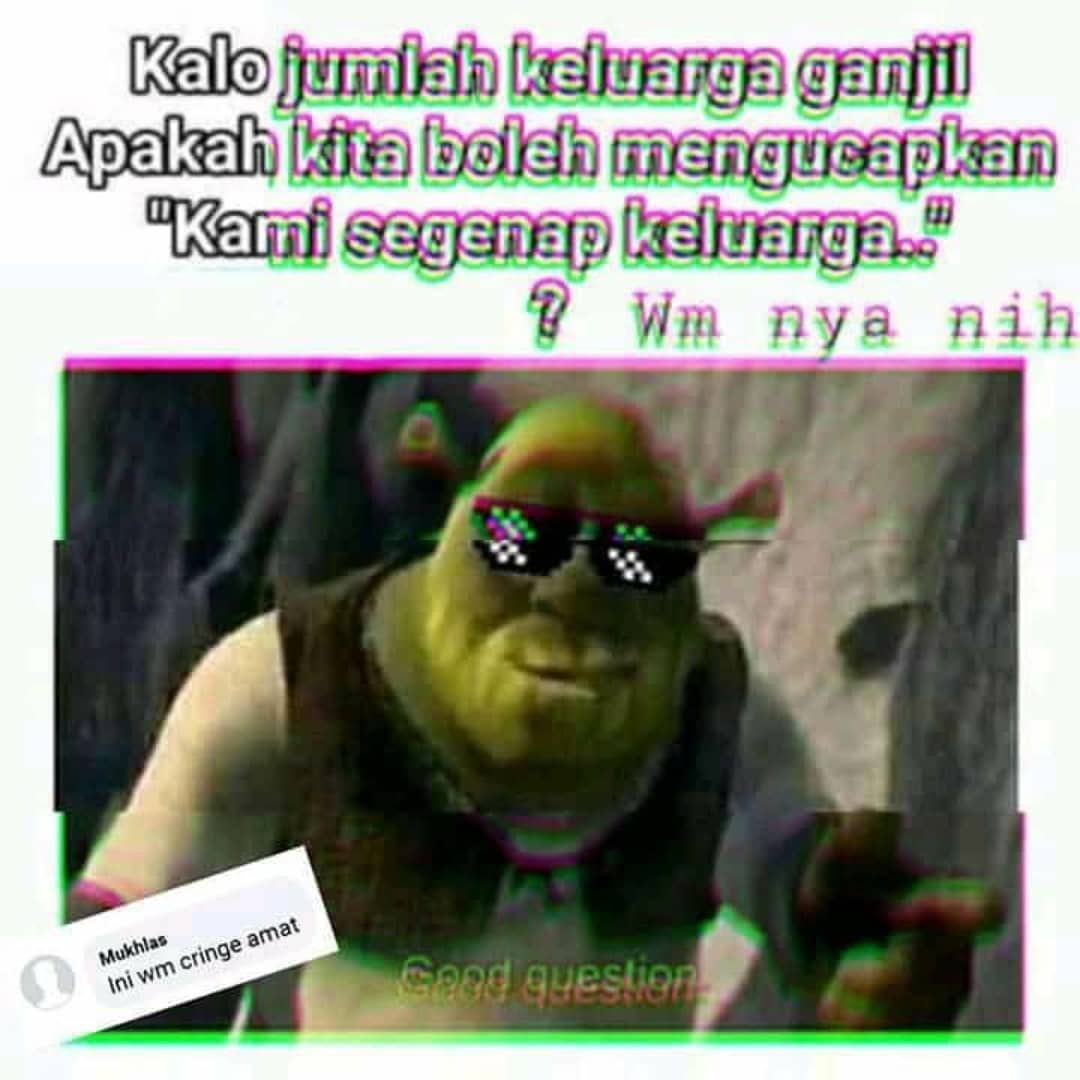 Kalo jumlah keluarga ganjil
Apakah kita boleh mengucapkan
"Kami segenap keluarga.."
? Wm nya nih
Mukhlas
Ini wm cringe amat
Good question.